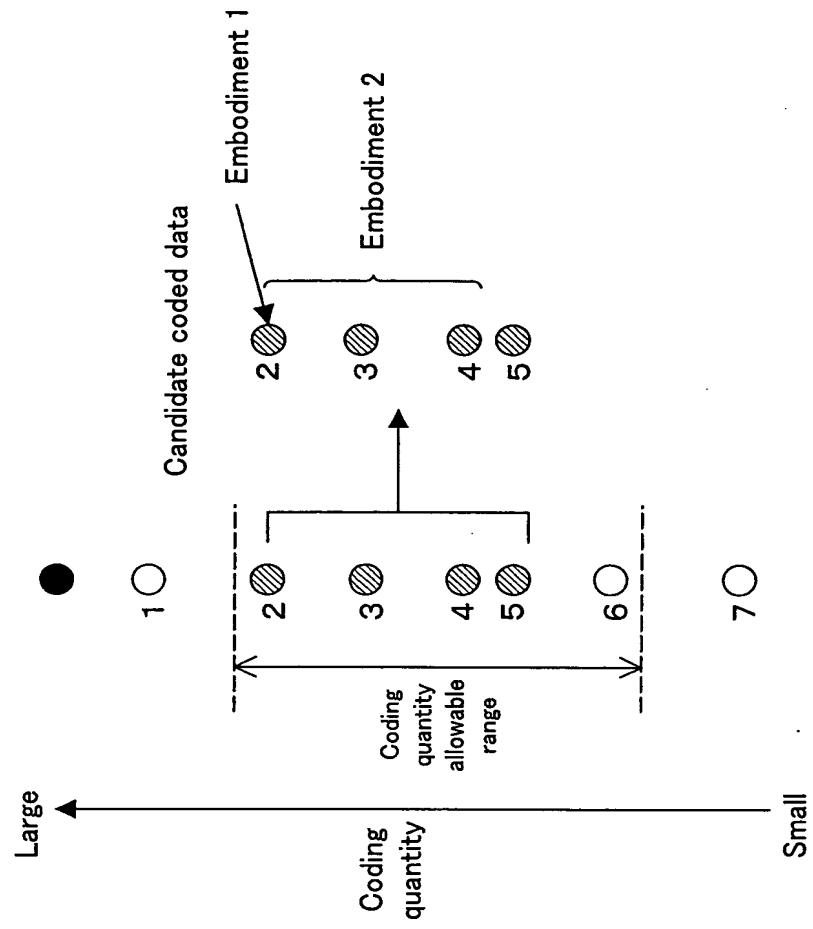 Large
Coding
quantity
Small
Coding
quantity
allowable
range
1
2
3
4
5
6
7
Candidate coded data
2
3
4
5
Embodiment 1
Embodiment 2